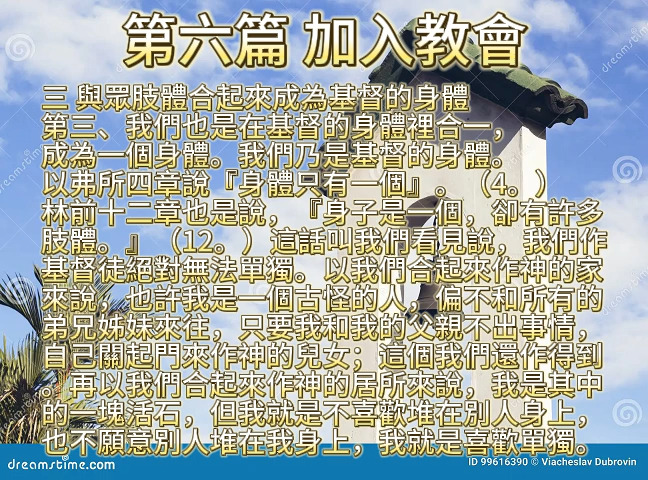 第六篇 加入教會
三 與眾肢體合起來成為基督的身體
第三、我們也是在基督的身體裡合一，
成為一個身體。我們乃是基督的身體。
以弗所四章說『身體只有一個』。（4。）
林前十二章也是說，『身子是一個，卻有許多
肢體。』（12。）這話叫我們看見說，我們作
基督徒絕對無法單獨。以我們合起來作神的家
來說，也許我是一個古怪的人，偏不和所有的
弟兄姊妹來往，只要我和我的父親不出事情，
自己關起門來作神的兒女；這個我們還作得到
。再以我們合起來作神的居所來說，我是其中
的一塊活石，但我就是不喜歡堆在別人身上，
也不願意別人堆在我身上，我就是喜歡單獨。
dreamstime.com
ID 99616390 © Viacheslav Dubrovin